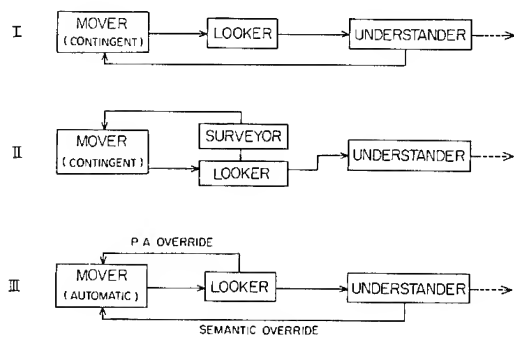 I
MOVER
(CONTINGENT)
LOOKER
UNDERSTANDER
II
MOVER
(CONTINGENT)
SURVEYOR
LOOKER
UNDERSTANDER
P A OVERRIDE
III
MOVER
(AUTOMATIC)
LOOKER
UNDERSTANDER
SEMANTIC OVERRIDE